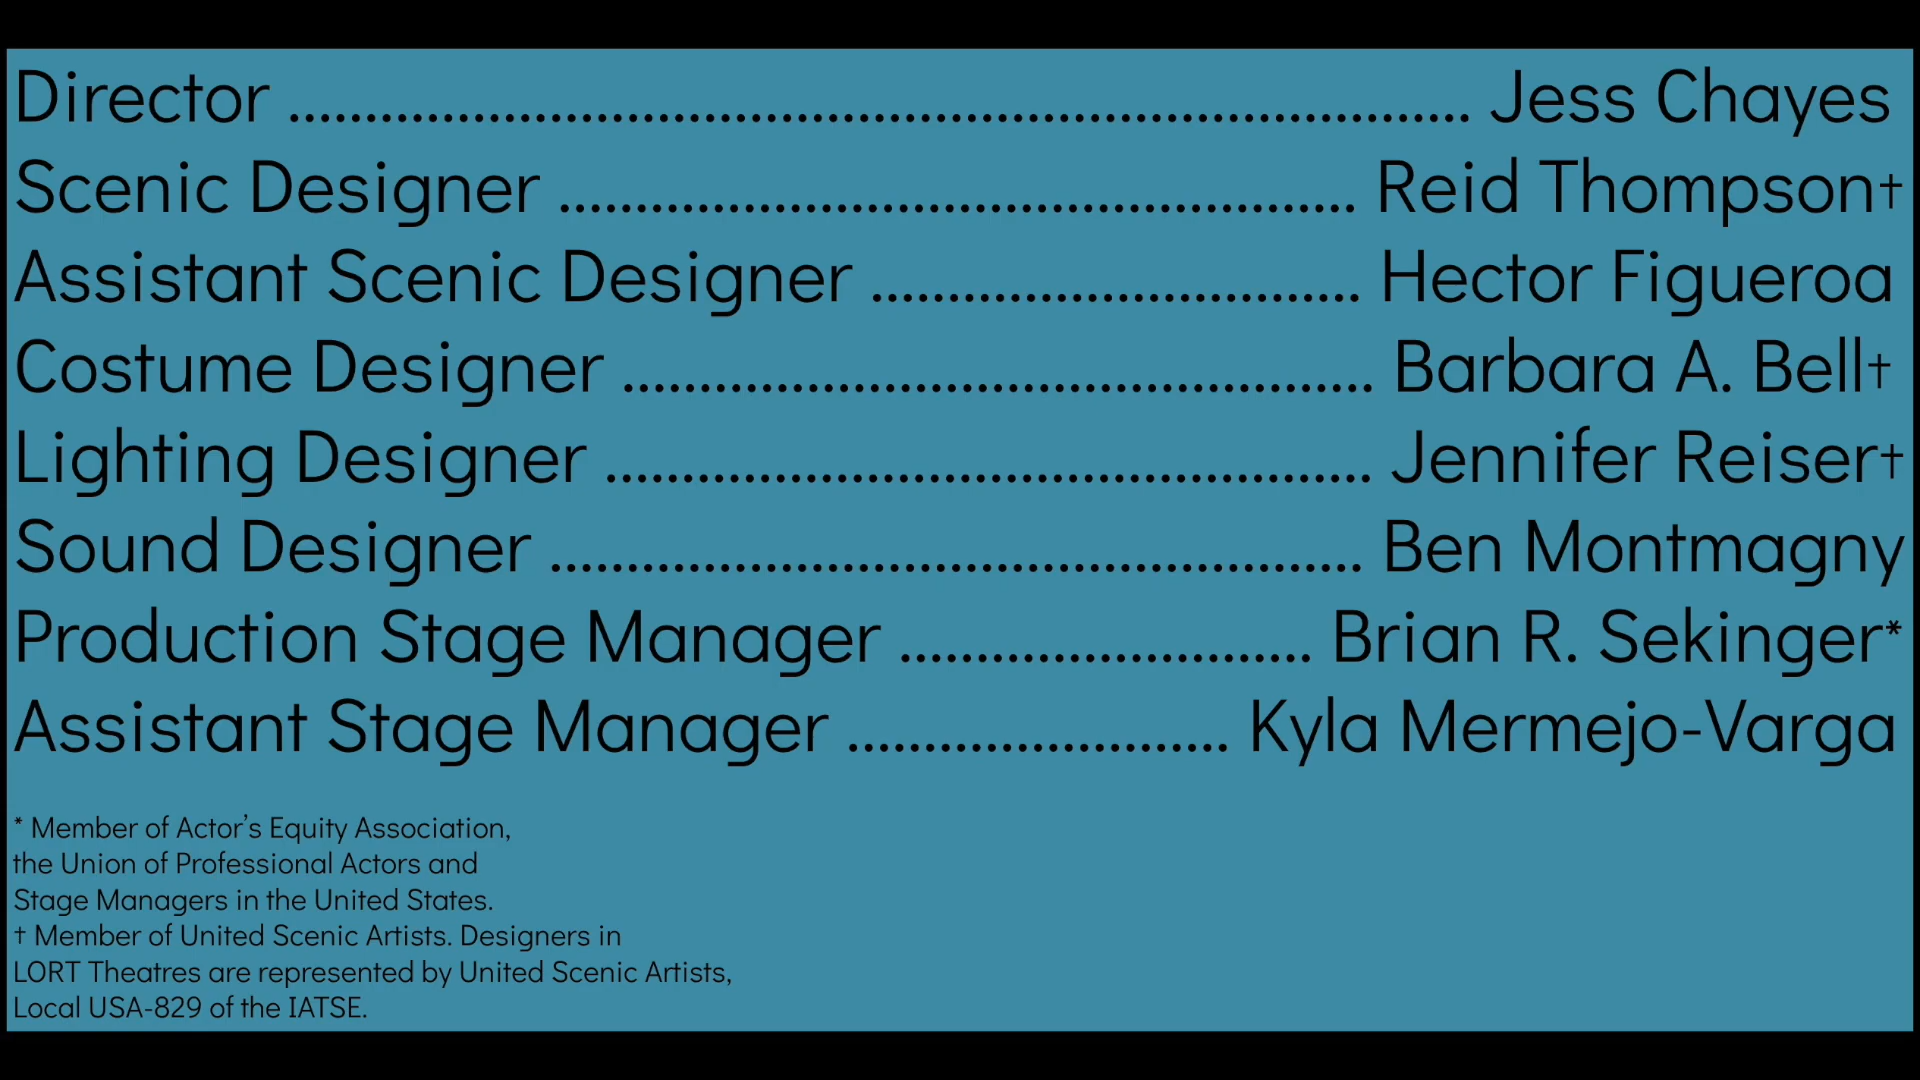 Director ............................................................................. Jess Chayes
Scenic Designer .................................................... Reid Thompson†
Assistant Scenic Designer ................................ Hector Figueroa
Costume Designer ................................................. Barbara A. Bell†
Lighting Designer .................................................. Jennifer Reiser†
Sound Designer ..................................................... Ben Montmagny
Production Stage Manager ........................... Brian R. Sekinger*
Assistant Stage Manager ......................... Kyla Mermejo-Varga
* Member of Actor’s Equity Association,
the Union of Professional Actors and
Stage Managers in the United States.
† Member of United Scenic Artists. Designers in
LORT Theatres are represented by United Scenic Artists,
Local USA-829 of the IATSE.